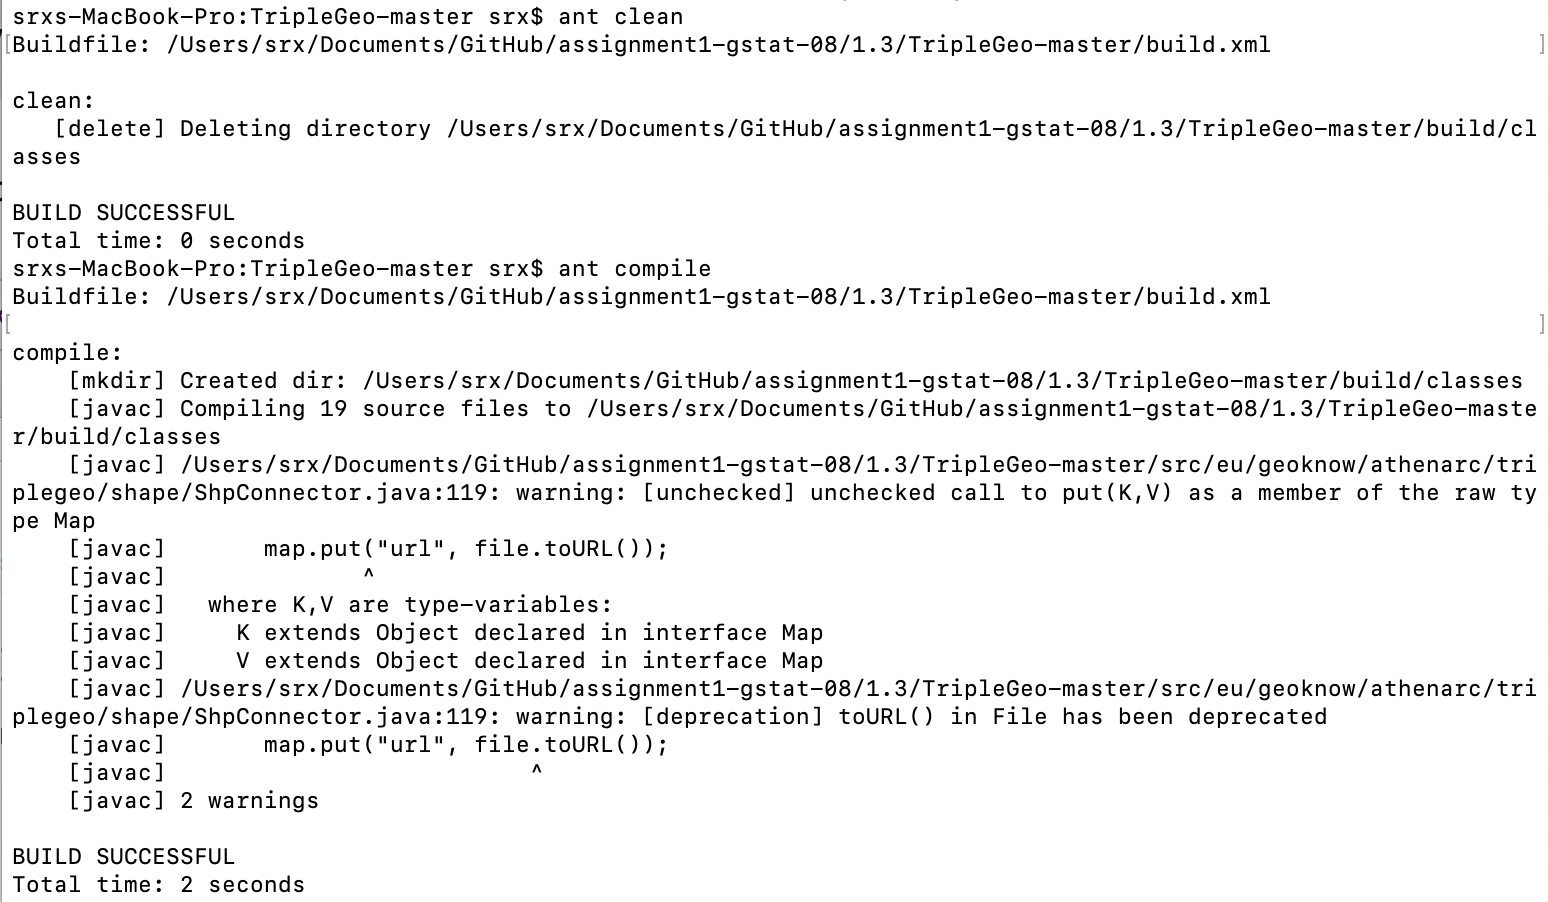 srxs-MacBook-Pro:TripleGeo-master srx$ ant clean
[Buildfile: /Users/srx/Documents/GitHub/assignment1-gstat-08/1.3/TripleGeo-master/build.xml ]
clean:
   [delete] Deleting directory /Users/srx/Documents/GitHub/assignment1-gstat-08/1.3/TripleGeo-master/build/cl
asses
BUILD SUCCESSFUL
Total time: 0 seconds
srxs-MacBook-Pro:TripleGeo-master srx$ ant compile
Buildfile: /Users/srx/Documents/GitHub/assignment1-gstat-08/1.3/TripleGeo-master/build.xml
[ ]
compile:
    [mkdir] Created dir: /Users/srx/Documents/GitHub/assignment1-gstat-08/1.3/TripleGeo-master/build/classes
    [javac] Compiling 19 source files to /Users/srx/Documents/GitHub/assignment1-gstat-08/1.3/TripleGeo-maste
r/build/classes
    [javac] /Users/srx/Documents/GitHub/assignment1-gstat-08/1.3/TripleGeo-master/src/eu/geoknow/athenarc/tri
plegeo/shape/ShpConnector.java:119: warning: [unchecked] unchecked call to put(K,V) as a member of the raw ty
pe Map
    [javac]       map.put("url", file.toURL());
    [javac]              ^
    [javac]   where K,V are type-variables:
    [javac]     K extends Object declared in interface Map
    [javac]     V extends Object declared in interface Map
    [javac] /Users/srx/Documents/GitHub/assignment1-gstat-08/1.3/TripleGeo-master/src/eu/geoknow/athenarc/tri
plegeo/shape/ShpConnector.java:119: warning: [deprecation] toURL() in File has been deprecated
    [javac]       map.put("url", file.toURL());
    [javac]                          ^
    [javac] 2 warnings
BUILD SUCCESSFUL
Total time: 2 seconds